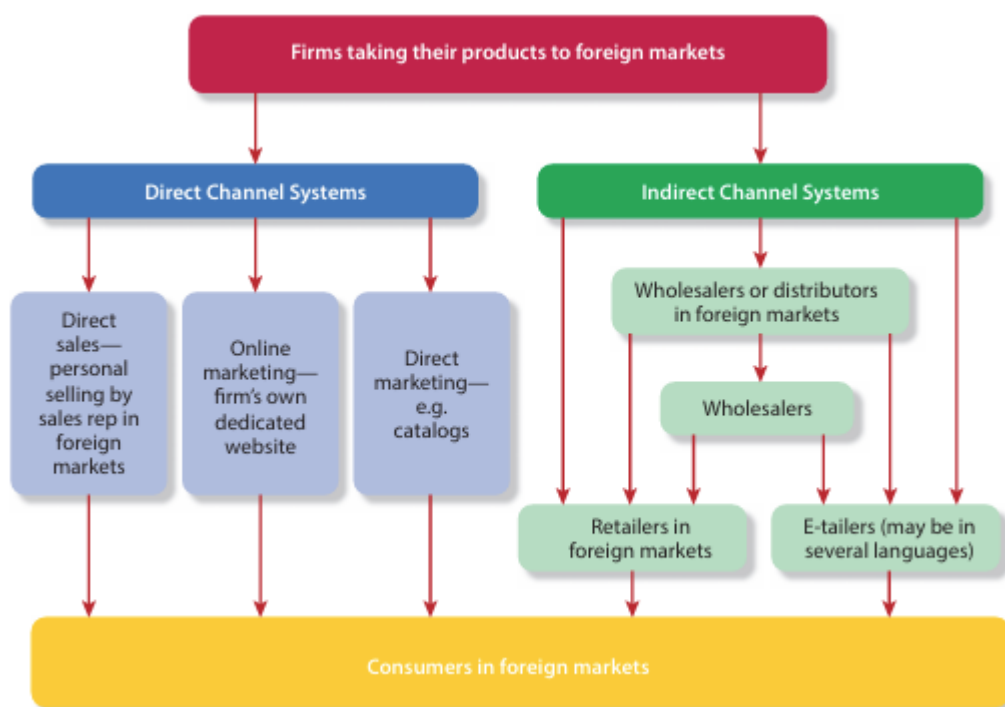 Firms taking their products to foreign markets
Direct Channel Systems
Indirect Channel Systems
Direct
sales—
personal
selling by
sales rep in
foreign
markets
Online
marketing—
firm's own
dedicated
website
Direct
marketing—
e.g.
catalogs
Wholesalers or distributors
in foreign markets
Wholesalers
Retailers in
foreign markets
E-tailers (may be in
several languages)
Consumers in foreign markets